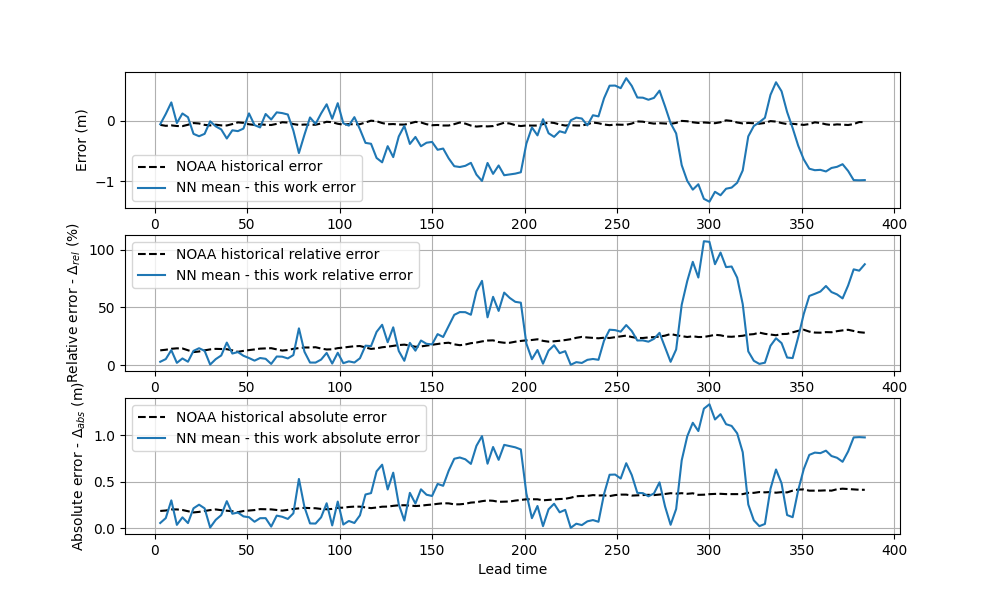 Error (m)
0
−1
NOAA historical error
NN mean - this work error
0 50 100 150 200 250 300 350 400
Relative error - Δrel (%)
100
50
0
NOAA historical relative error
NN mean - this work relative error
0 50 100 150 200 250 300 350 400
Absolute error - Δabs (m)
1.0
0.5
0.0
NOAA historical absolute error
NN mean - this work absolute error
0 50 100 150 200 250 300 350 400
Lead time